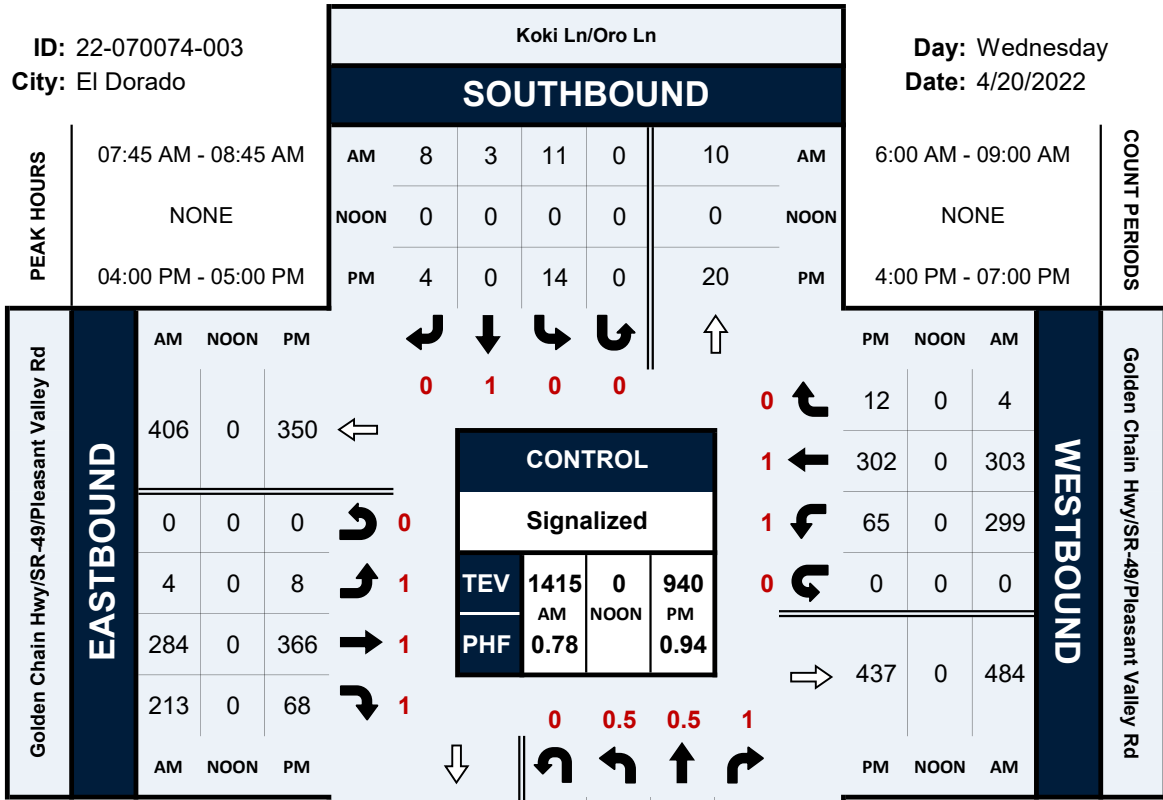 Koki Ln/Oro Ln
ID: 22-070074-003
City: El Dorado
Day: Wednesday
Date: 4/20/2022
SOUTHBOUND
PEAK HOURS
07:45 AM - 08:45 AM
NONE
04:00 PM - 05:00 PM
AM 8 3 11 0 10 AM
NOON 0 0 0 0 0 NOON
PM 4 0 14 0 20 PM
6:00 AM - 09:00 AM
NONE
4:00 PM - 07:00 PM
COUNT PERIODS
0 1 0 0
Golden Chain Hwy/SR-49/Pleasant Valley Rd
EASTBOUND
AM NOON PM
406 0 350
0 0 0 0
4 0 8 1
284 0 366 1
213 0 68 1
AM NOON PM
CONTROL
Signalized
TEV 1415 0 940
AM NOON PM
PHF 0.78 0.94
PM NOON AM
0 12 0 4
1 302 0 303
1 65 0 299
0 0 0 0
437 0 484
PM NOON AM
WESTBOUND
Golden Chain Hwy/SR-49/Pleasant Valley Rd
0 0.5 0.5 1